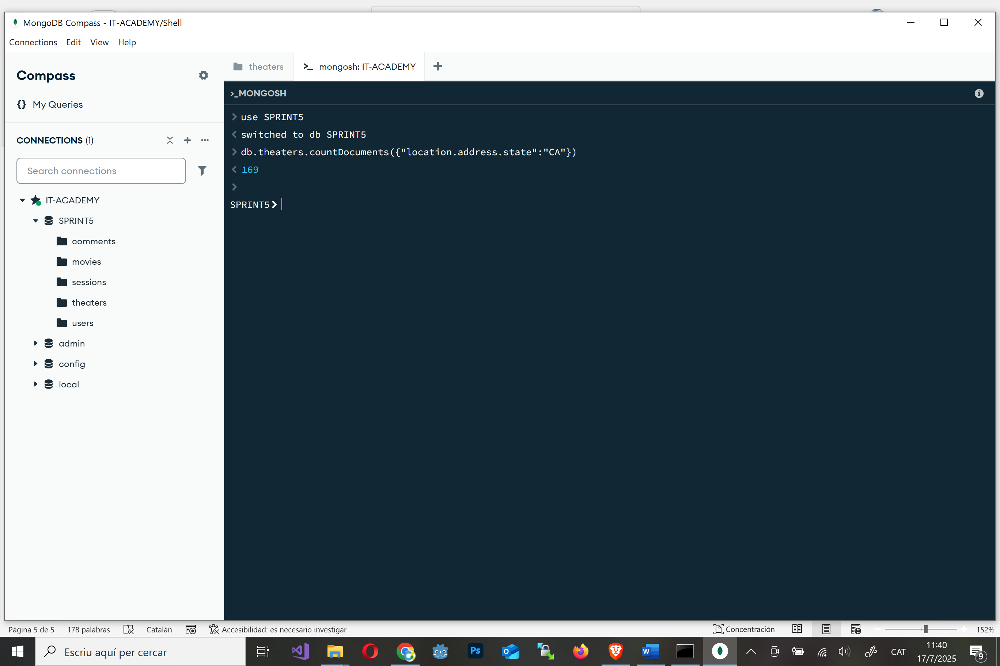 MongoDB Compass - IT-ACADEMY/Shell
Connections Edit View Help
Compass
My Queries
CONNECTIONS (1)
Search connections
IT-ACADEMY
SPRINT5
comments
movies
sessions
theaters
users
admin
config
local
theaters
mongosh: IT-ACADEMY
>_MONGOSH
> use SPRINT5
< switched to db SPRINT5
> db.theaters.countDocuments({"location.address.state":"CA"})
< 169
>
SPRINT5>
Página 5 de 5 178 palabras Catalán Accesibilidad: es necesario investigar Concentración 152%
Escriu aquí per cercar
Ps
CAT
11:40
17/7/2025
9